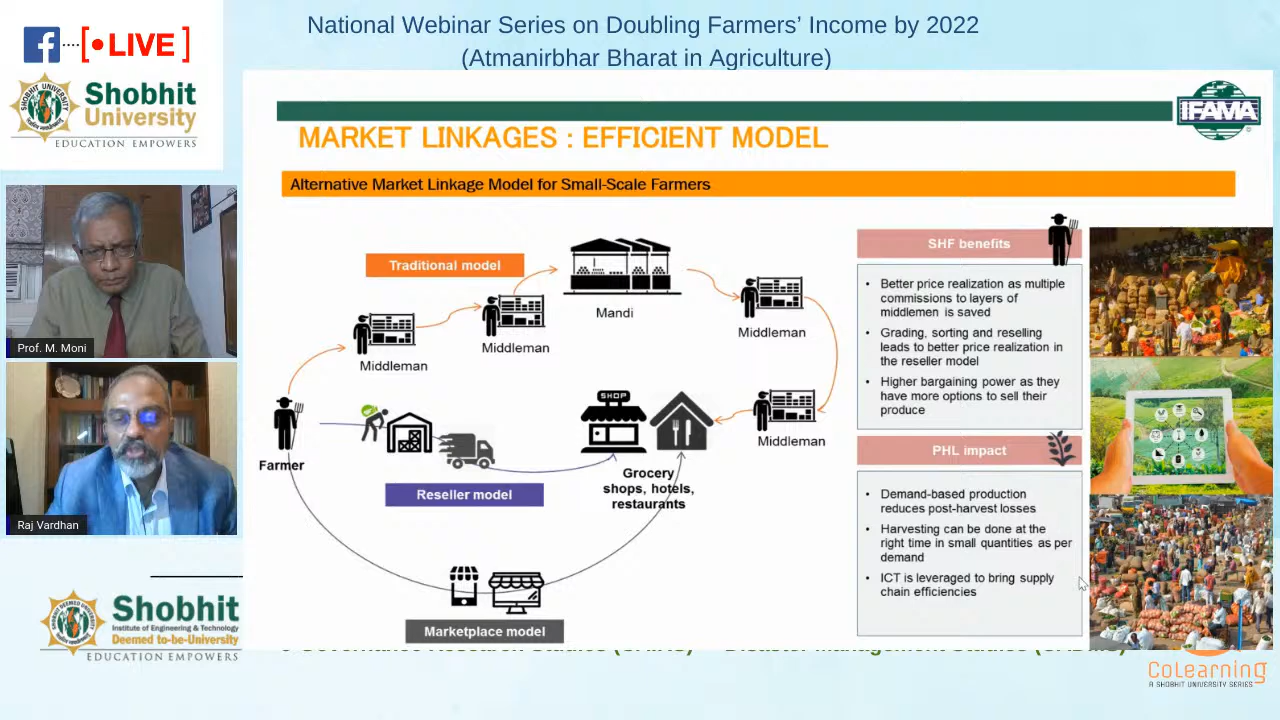 National Webinar Series on Doubling Farmers’ Income by 2022
(Atmanirbhar Bharat in Agriculture)
LIVE
SHOBHIT UNIVERSITY
Shobhit
University
EDUCATION EMPOWERS
IFAMA
MARKET LINKAGES : EFFICIENT MODEL
Alternative Market Linkage Model for Small-Scale Farmers
Traditional model
Mandi
Middleman
Middleman
Middleman
Middleman
Farmer
SHOP
Grocery
shops, hotels,
restaurants
Reseller model
Marketplace model
SHF benefits
• Better price realization as multiple
commissions to layers of
middlemen is saved
• Grading, sorting and reselling
leads to better price realization in
the reseller model
• Higher bargaining power as they
have more options to sell their
produce
PHL impact
• Demand-based production
reduces post-harvest losses
• Harvesting can be done at the
right time in small quantities as per
demand
• ICT is leveraged to bring supply
chain efficiencies
Prof. M. Moni
Raj Vardhan
Shobhit
Institute of Engineering & Technology
Deemed to-be-University
EDUCATION EMPOWERS
CoLearning
A SHOBHIT UNIVERSITY SERIES